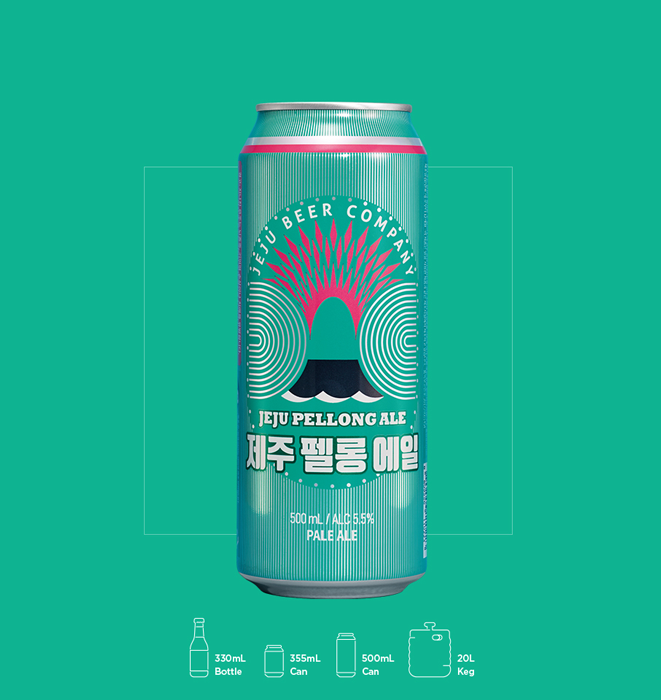 JEJU BEER COMPANY
JEJU PELLONG ALE
제주 펠롱 에일
500 mL / ALC 5.5%
PALE ALE
330mL
Bottle
355mL
Can
500mL
Can
20L
Keg